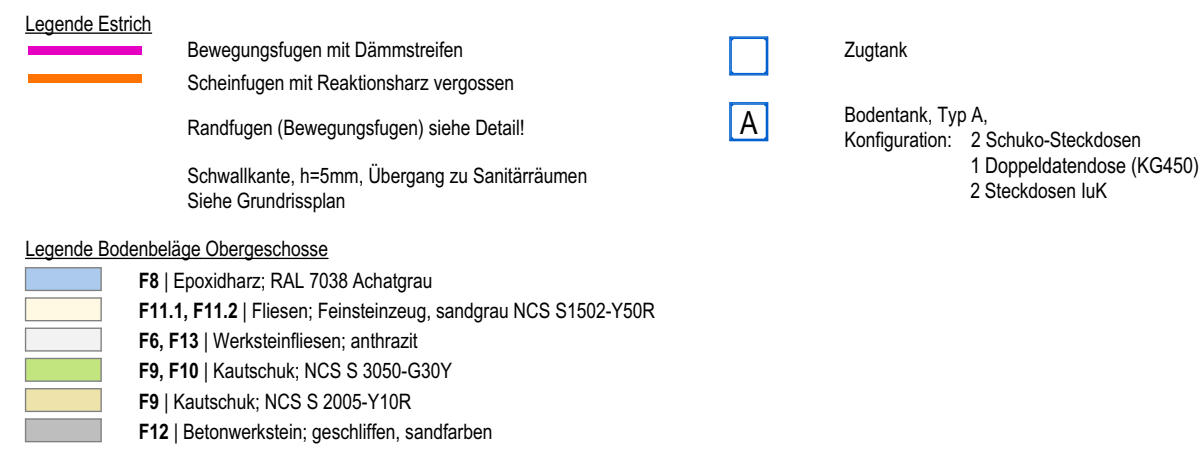 Legende Estrich
Bewegungsfugen mit Dämmstreifen
Scheinfugen mit Reaktionsharz vergossen
Randfugen (Bewegungsfugen) siehe Detail!
Schwallkante, h=5mm, Übergang zu Sanitärräumen
Siehe Grundrissplan
Zugtank
A
Bodentank, Typ A,
Konfiguration: 2 Schuko-Steckdosen
1 Doppeldatendose (KG450)
2 Steckdosen IuK
Legende Bodenbeläge Obergeschosse
F8 | Epoxidharz; RAL 7038 Achatgrau
F11.1, F11.2 | Fliesen; Feinsteinzeug, sandgrau NCS S1502-Y50R
F6, F13 | Werksteinfliesen; anthrazit
F9, F10 | Kautschuk; NCS S 3050-G30Y
F9 | Kautschuk; NCS S 2005-Y10R
F12 | Betonwerkstein; geschliffen, sandfarben